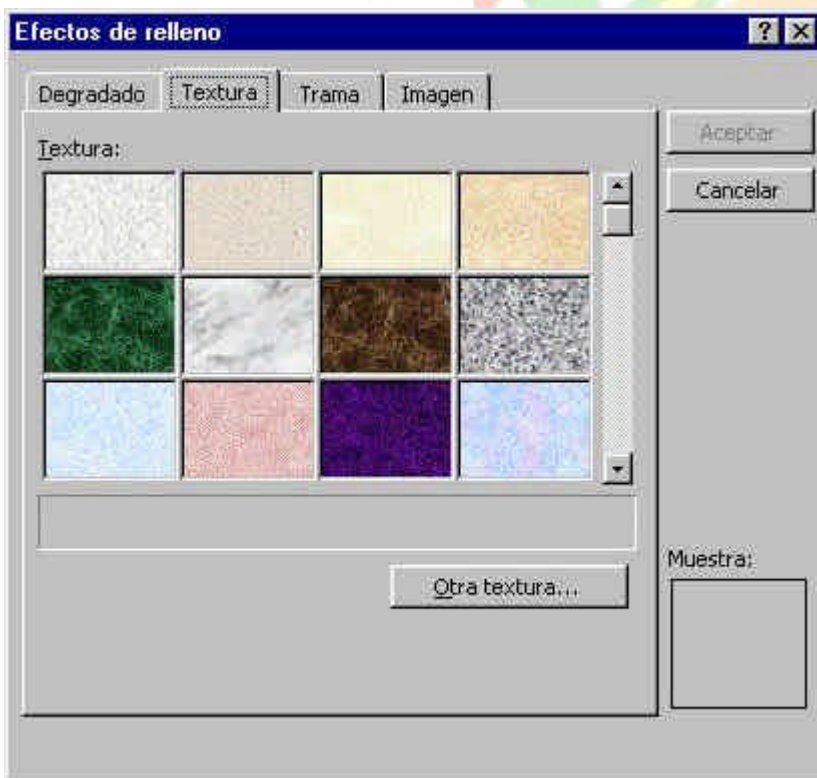 Efectos de relleno
Degradado Textura Trama Imagen
Textura:
Aceptar
Cancelar
Otra textura...
Muestra: